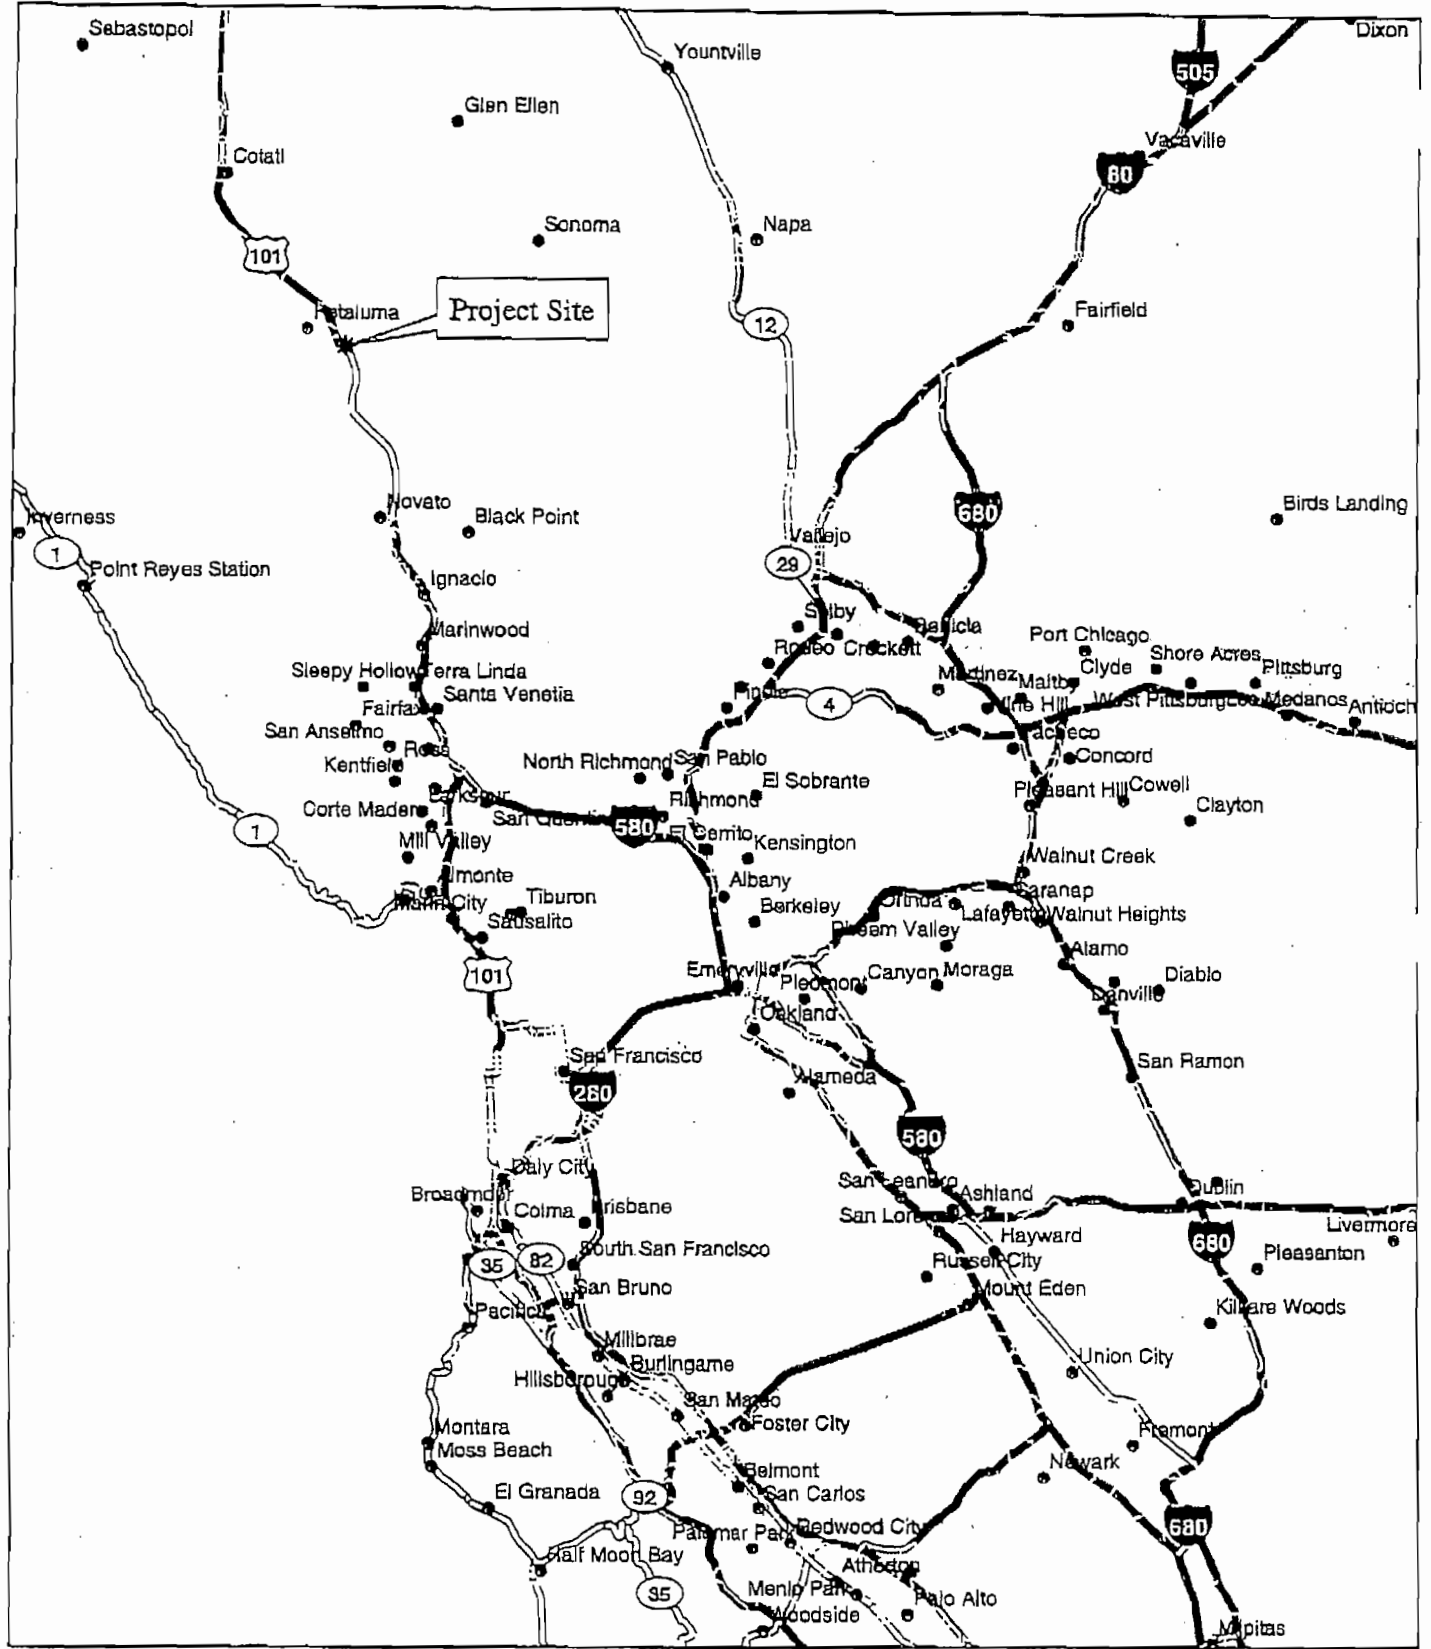 Sebastopol
Dixon
Yountville
505
Glen Ellen
Vacaville
Cotati
80
Sonoma
Napa
101
Petaluma
Project Site
12
Fairfield
Novato
Black Point
680
Birds Landing
Inverness
1
Vallejo
Point Reyes Station
29
Ignacio
Selby
Benicia
Marinwood
Port Chicago
Rodeo
Crockett
Shore Acres
Sleepy Hollow
Terra Linda
Martinez
Maltby
Clyde
Pittsburg
Santa Venetia
Pinole
4
Vine Hill
West Pittsburg
Medanos
Fairfax
Antioch
San Anselmo
Ross
Pacheco
Kentfield
North Richmond
San Pablo
Concord
El Sobrante
Pleasant Hill
Cowell
Corte Madera
Larkspur
San Quentin
Richmond
Clayton
1
580
El Cerrito
Mill Valley
Kensington
Walnut Creek
Almonte
Albany
Saranap
Marin City
Tiburon
Berkeley
Orinda
Lafayette
Walnut Heights
Sausalito
Rheem Valley
Alamo
101
Emeryville
Piedmont
Canyon
Moraga
Diablo
Danville
Oakland
San Francisco
San Ramon
280
Alameda
580
Daly City
San Leandro
Ashland
Dublin
Broadmoor
Colma
Brisbane
San Lorenzo
Livermore
Hayward
680
35
82
South San Francisco
Russell City
Pleasanton
San Bruno
Mount Eden
Pacifica
Kilkare Woods
Millbrae
Burlingame
Union City
Hillsborough
San Mateo
Foster City
Montara
Moss Beach
Fremont
Belmont
Newark
El Granada
92
San Carlos
Palomar Park
Redwood City
680
Half Moon Bay
Atherton
35
Menlo Park
Palo Alto
Woodside
Milpitas